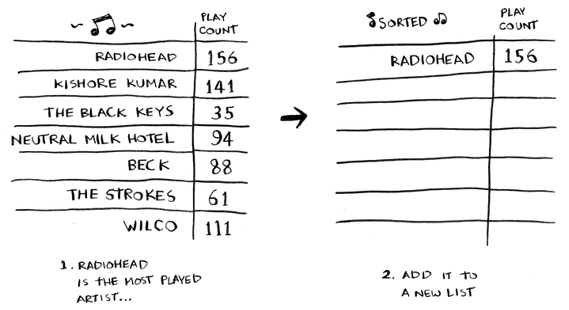 PLAY
COUNT
RADIOHEAD 156
KISHORE KUMAR 141
THE BLACK KEYS 35
NEUTRAL MILK HOTEL 94
BECK 88
THE STROKES 61
WILCO 111
1. RADIOHEAD
IS THE MOST PLAYED
ARTIST...
SORTED
PLAY
COUNT
RADIOHEAD 156
2. ADD IT TO
A NEW LIST